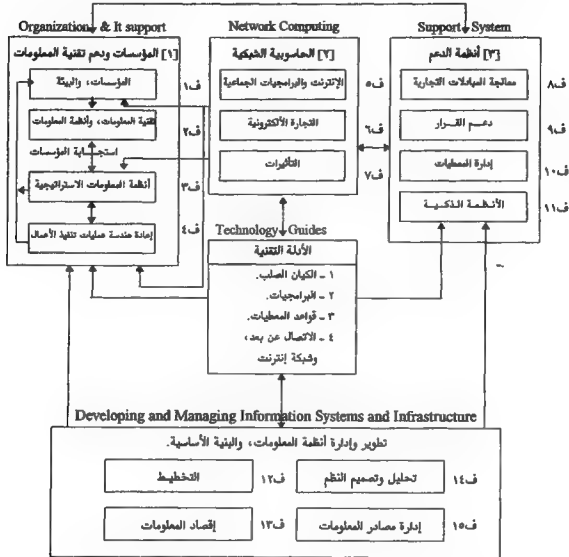 Organization & It support
Network Computing
Support System
[١] المؤسسات ودعم تقنية المعلومات
[٢] الحاسوبية الشبكية
[٣] أنظمة الدعم
المؤسسات، والبيئة
ف١
الإنترنت والبرامجيات الجماعية
ف٥
معالجة المبادلات التجارية
ف٨
تقنية المعلومات، وأنظمة المعلومات
ف٢
التجارة الألكترونية
ف٦
دعم القرار
ف٩
استجابة المؤسسات
أنظمة المعلومات الاستراتيجية
ف٣
التأثيرات
ف٧
إدارة المعطيات
ف١٠
إعادة هندسة عمليات تنفيذ الأعمال
ف٤
الأنظمة الذكية
ف١١
Technology Guides
الأدلة التقنية
١ - الكيان الصلب.
٢ - البرامجيات.
٣ - قواعد المعطيات.
٤ - الاتصال عن بعد،
وشبكة إنترنت
Developing and Managing Information Systems and Infrastructure
تطوير وإدارة أنظمة المعلومات، والبنية الأساسية.
التخطيط
ف١٢
تحليل وتصميم النظم
ف١٤
إقصاد المعلومات
ف١٣
إدارة مصادر المعلومات
ف١٥